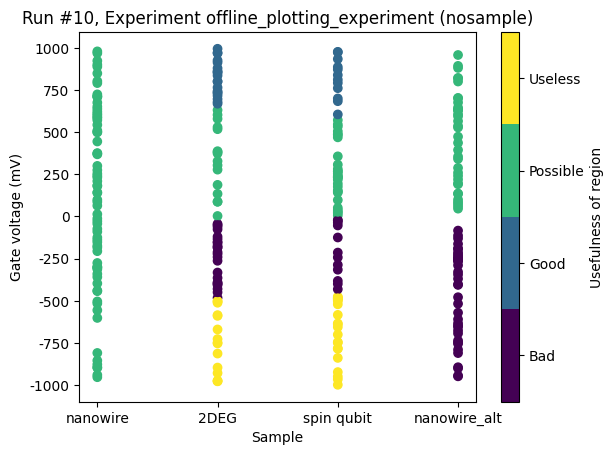 Run #10, Experiment offline_plotting_experiment (nosample)
1000
750
500
250
0
-250
-500
-750
-1000
Gate voltage (mV)
nanowire
2DEG
spin qubit
nanowire_alt
Sample
Useless
Possible
Good
Bad
Usefulness of region